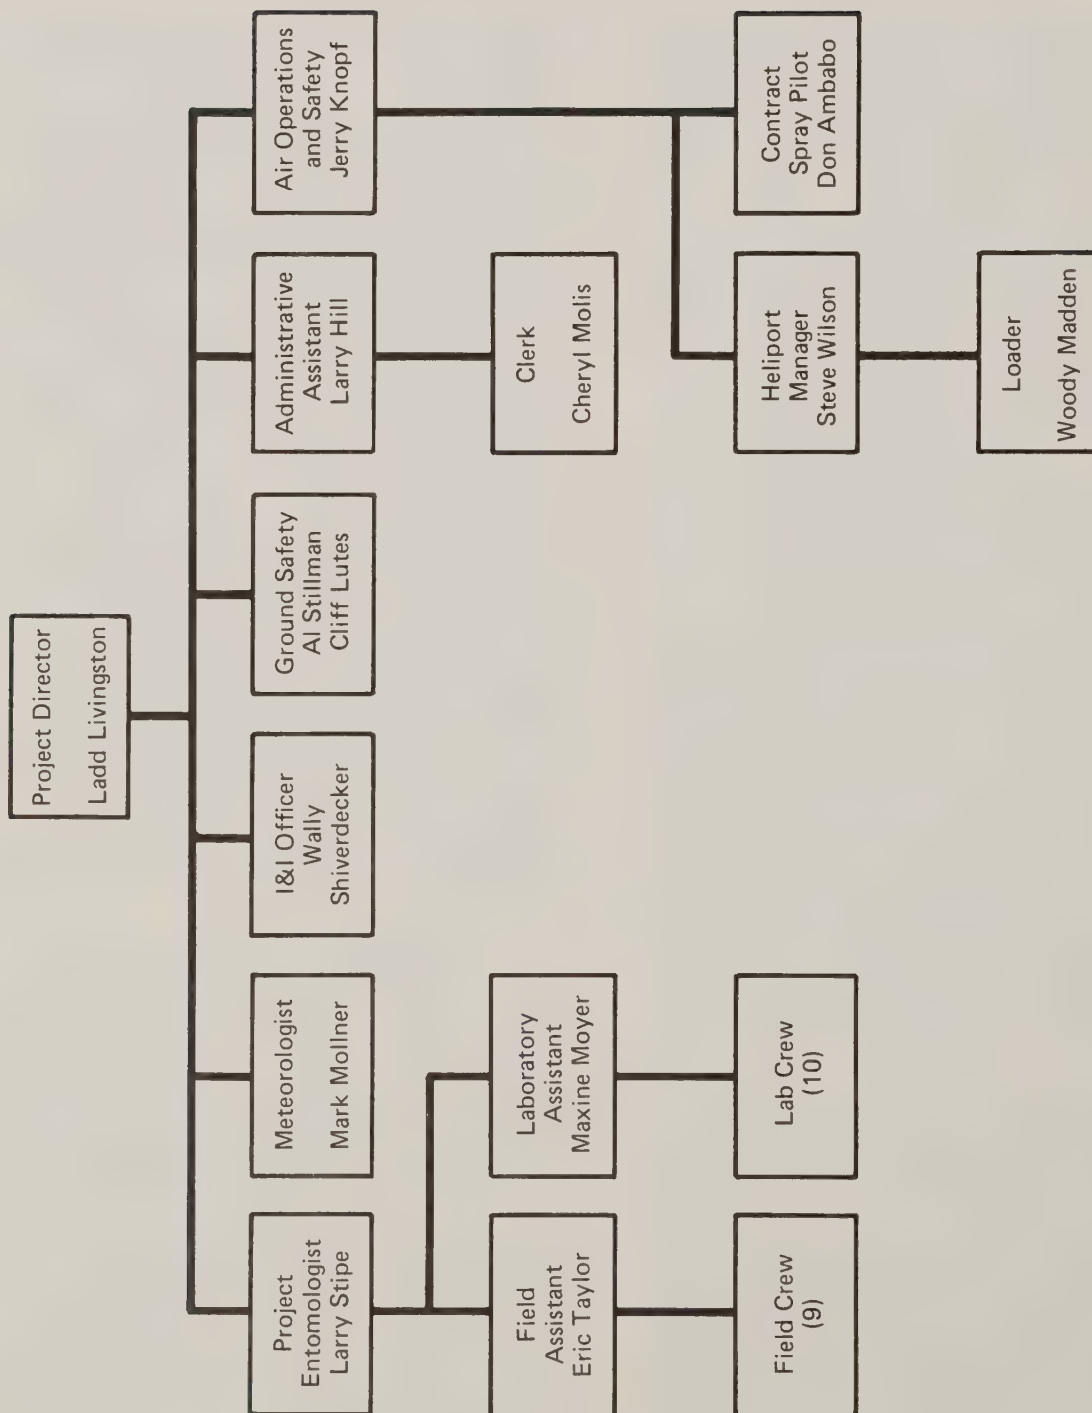 Project Director
Ladd Livingston
Project
Entomologist
Larry Stipe
Meteorologist
Mark Mollner
I&I Officer
Wally
Shiverdecker
Ground Safety
Al Stillman
Cliff Lutes
Administrative
Assistant
Larry Hill
Air Operations
and Safety
Jerry Knopf
Field
Assistant
Eric Taylor
Laboratory
Assistant
Maxine Moyer
Clerk
Cheryl Molis
Field Crew
(9)
Lab Crew
(10)
Heliport
Manager
Steve Wilson
Contract
Spray Pilot
Don Ambabo
Loader
Woody Madden